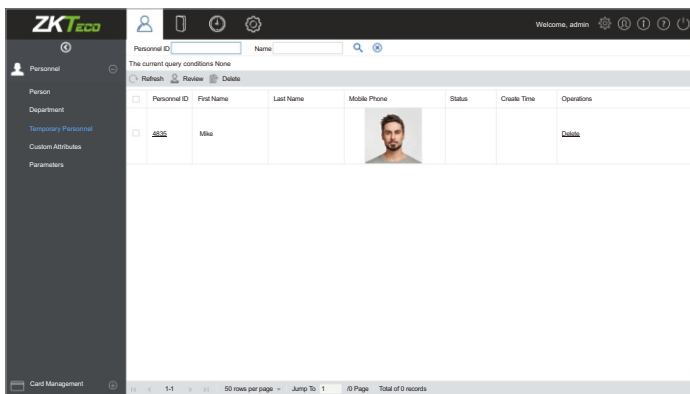 ZKTeco
Welcome, admin
Personnel ID
Name
The current query conditions None
Refresh Review Delete
Personnel
Person
Department
Temporary Personnel
Custom Attributes
Parameters
Personnel ID First Name Last Name Mobile Phone Status Create Time Operations
4835 Mike Delete
Card Management
1-1 50 rows per page Jump To 1 /0 Page Total of 0 records